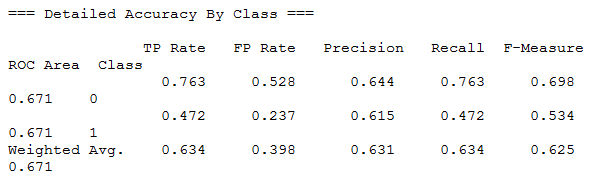 === Detailed Accuracy By Class ===
TP Rate FP Rate Precision Recall F-Measure
ROC Area Class
0.763 0.528 0.644 0.763 0.698
0.671 0
0.472 0.237 0.615 0.472 0.534
0.671 1
Weighted Avg. 0.634 0.398 0.631 0.634 0.625
0.671